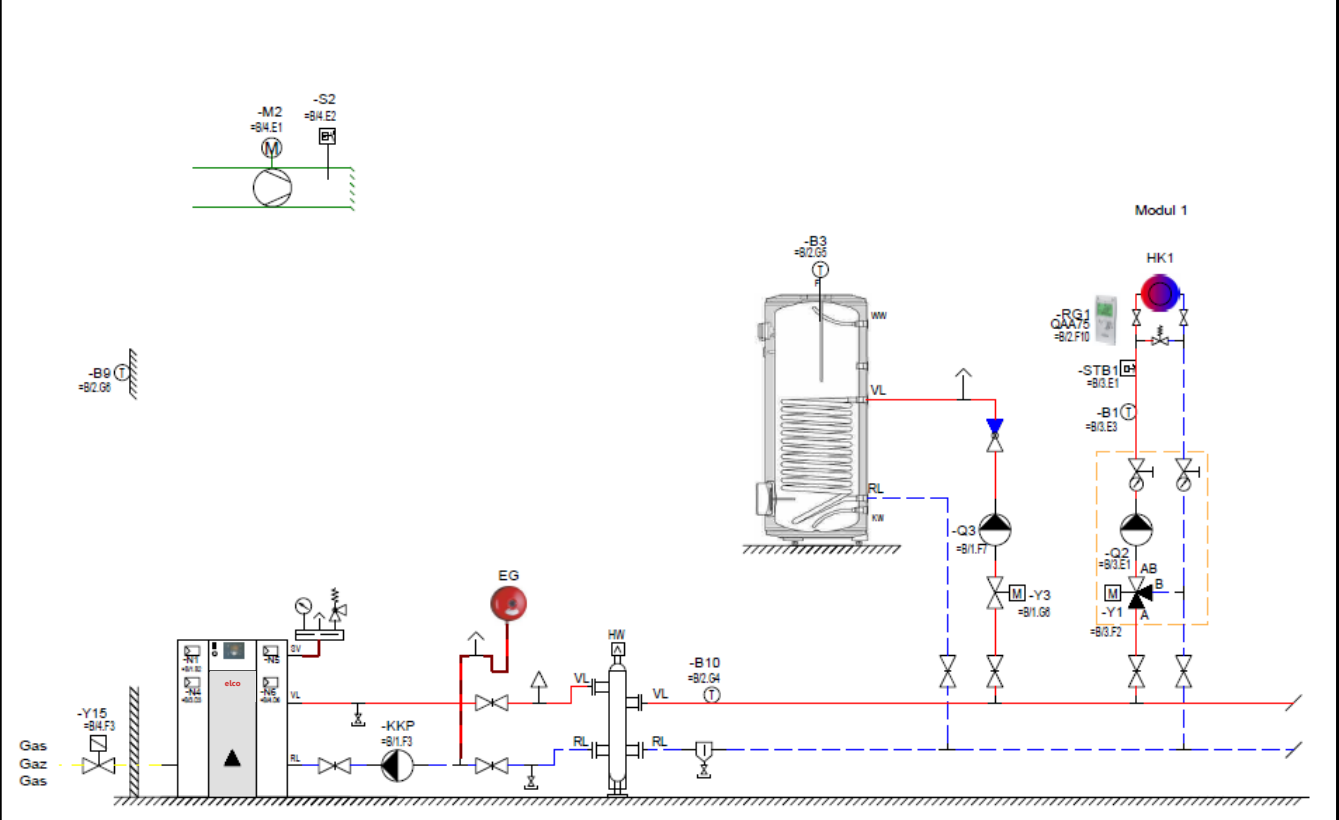 -S2
=B/4.E2
-M2
=B/4.E1
M
Modul 1
-B3
=B/2.G5
T
F
HK1
WW
-RG1
QAA75
=B/2.F10
-B9
=B/2.G6
T
-STB1
=B/3.E1
VL
-B1
=B/3.E3
T
RL
KW
-Q3
=B/1.F7
-Q2
=B/3.E1
AB
B
EG
M
-Y3
=B/1.G6
M
-Y1
A
=B/3.F2
HW
SV
-N1
-N5
elco
-N4
-N6
VL
VL
VL
-B10
=B/2.G4
T
-Y15
=B/4.F3
-KKP
=B/1.F3
RL
RL
RL
Gas
Gaz
Gas